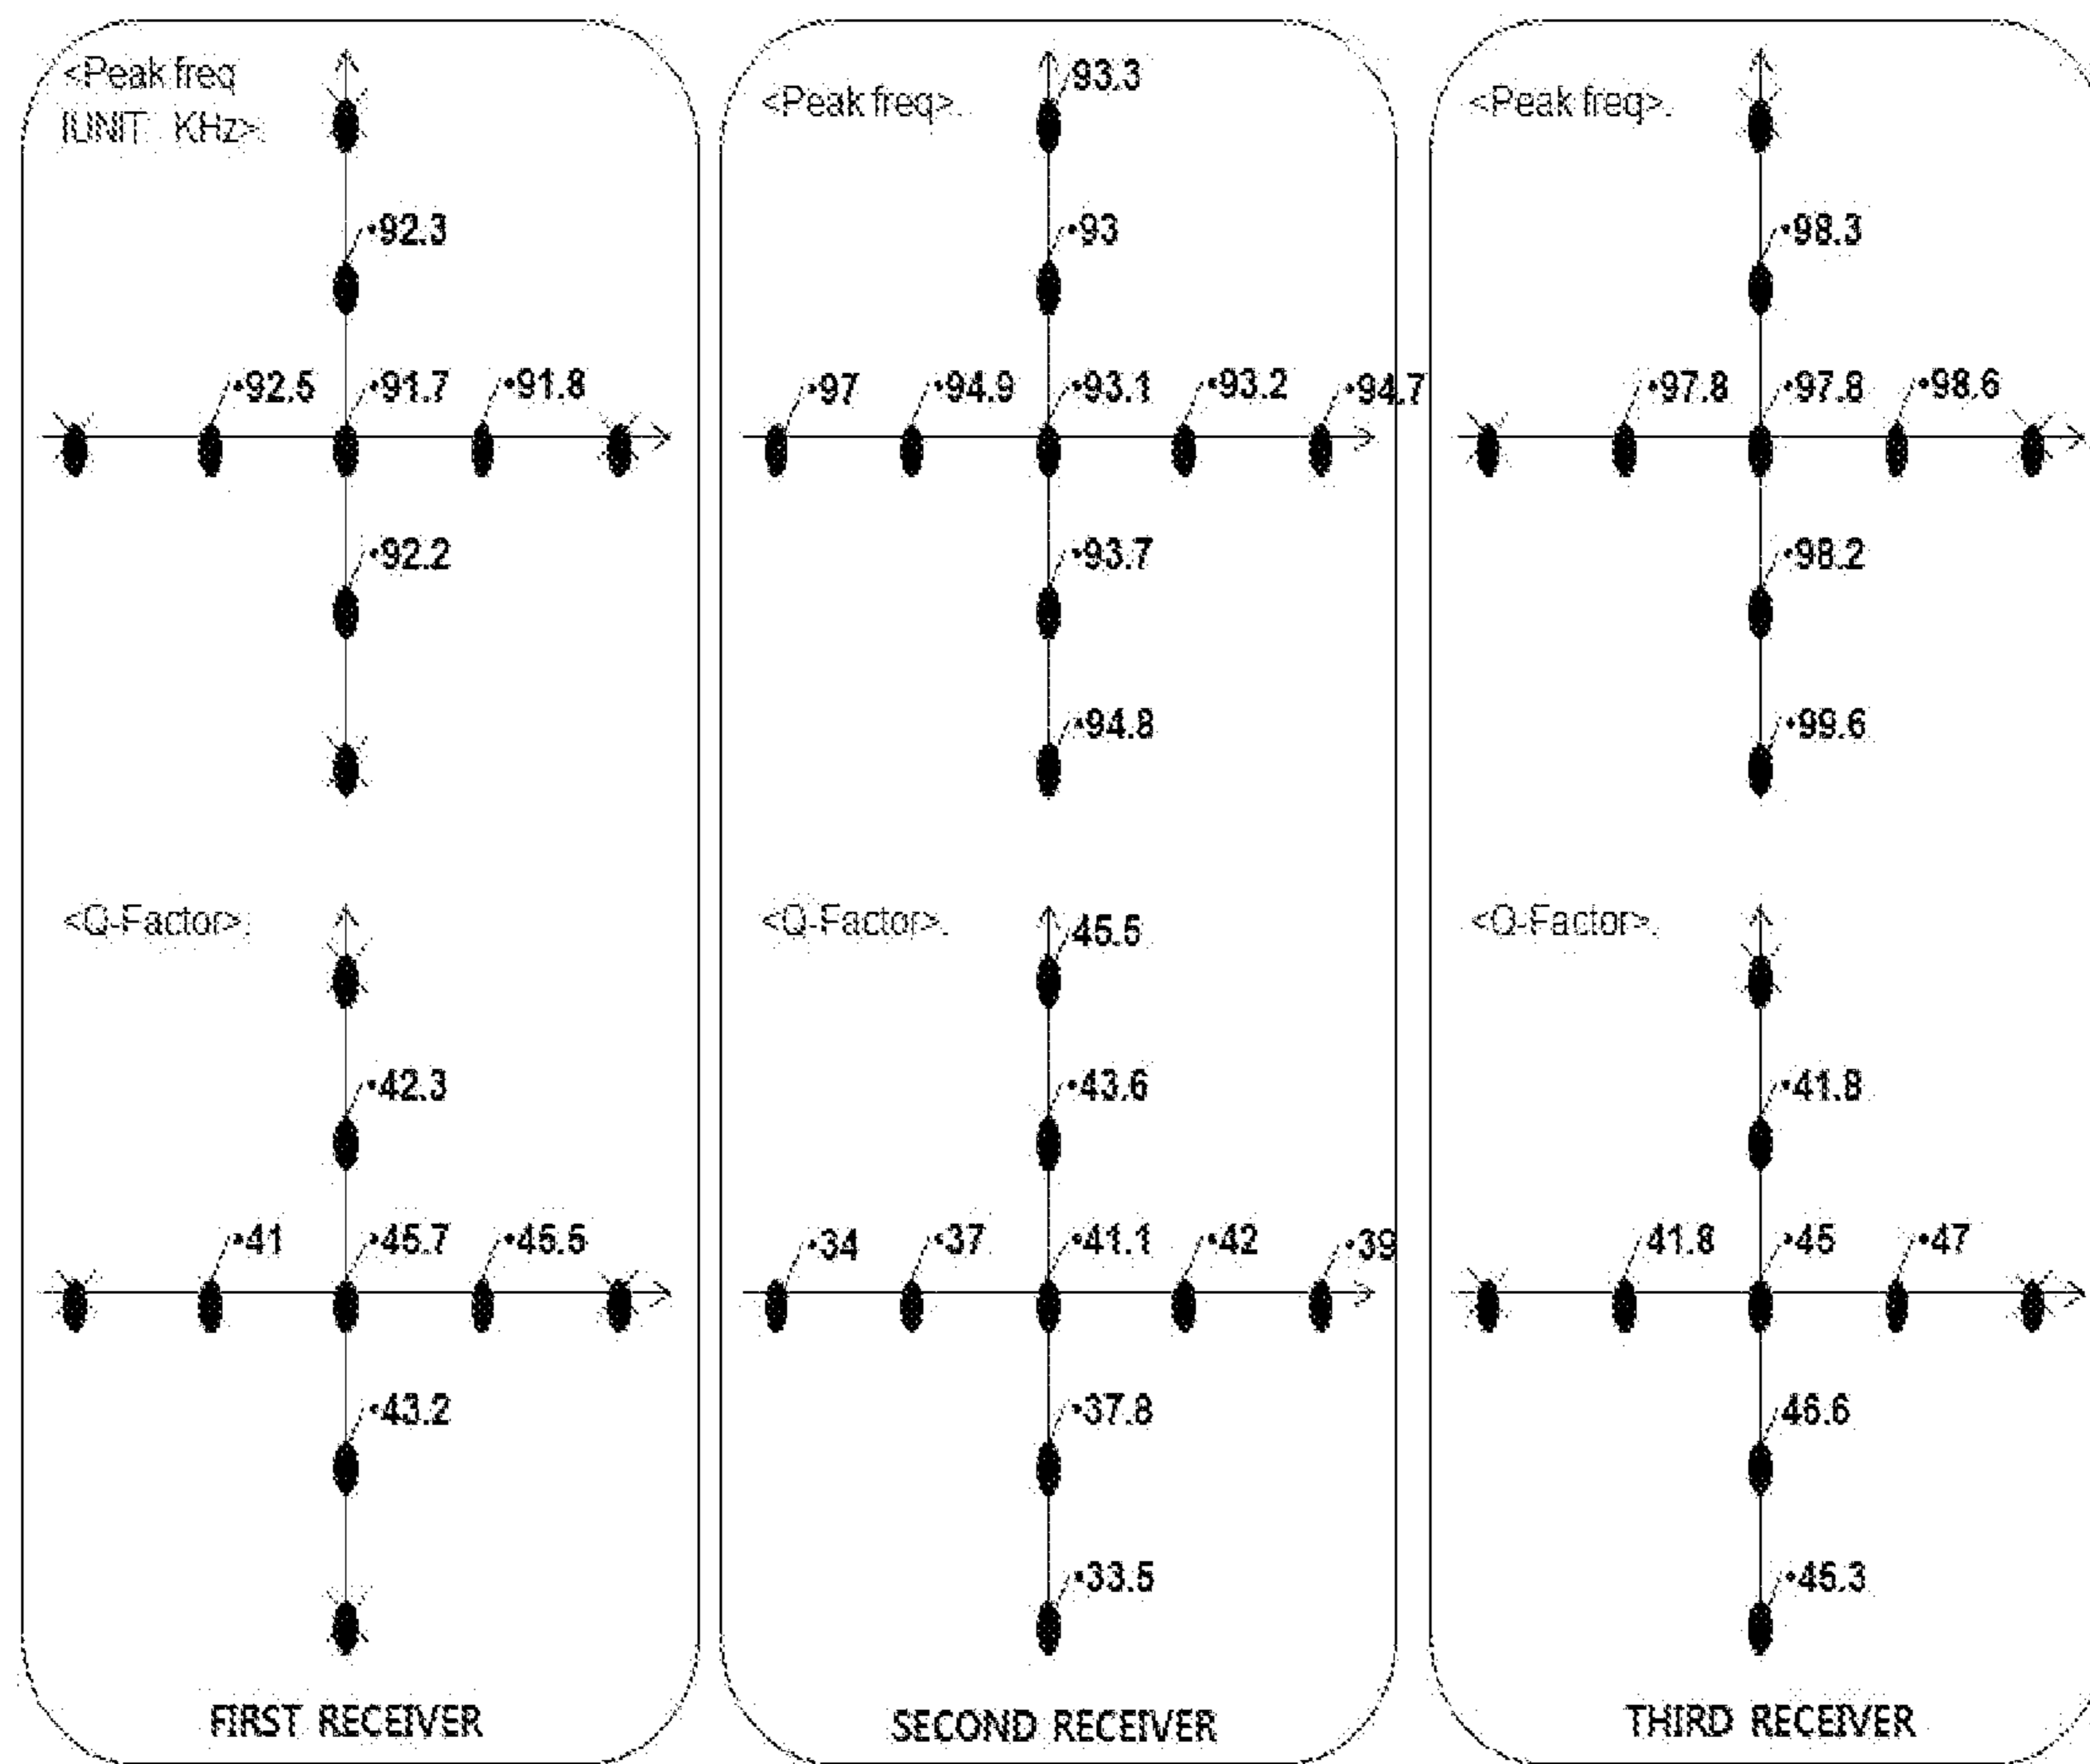 <Peak freq
IUNIT KHz>
•92.3
•92.5 •91.7 •91.8
•92.2
<Q-Factor>
•42.3
•41 •45.7 •45.5
•43.2
FIRST RECEIVER
<Peak freq>
93.3
•93
•97 •94.9 •93.1 •93.2 •94.7
•93.7
•94.8
<Q-Factor>
45.5
•43.6
•34 •37 •41.1 •42 •39
•37.8
•33.5
SECOND RECEIVER
<Peak freq>
•98.3
•97.8 •97.8 •98.6
•98.2
•99.6
<Q-Factor>
•41.8
41.8 •45 •47
45.6
•45.3
THIRD RECEIVER